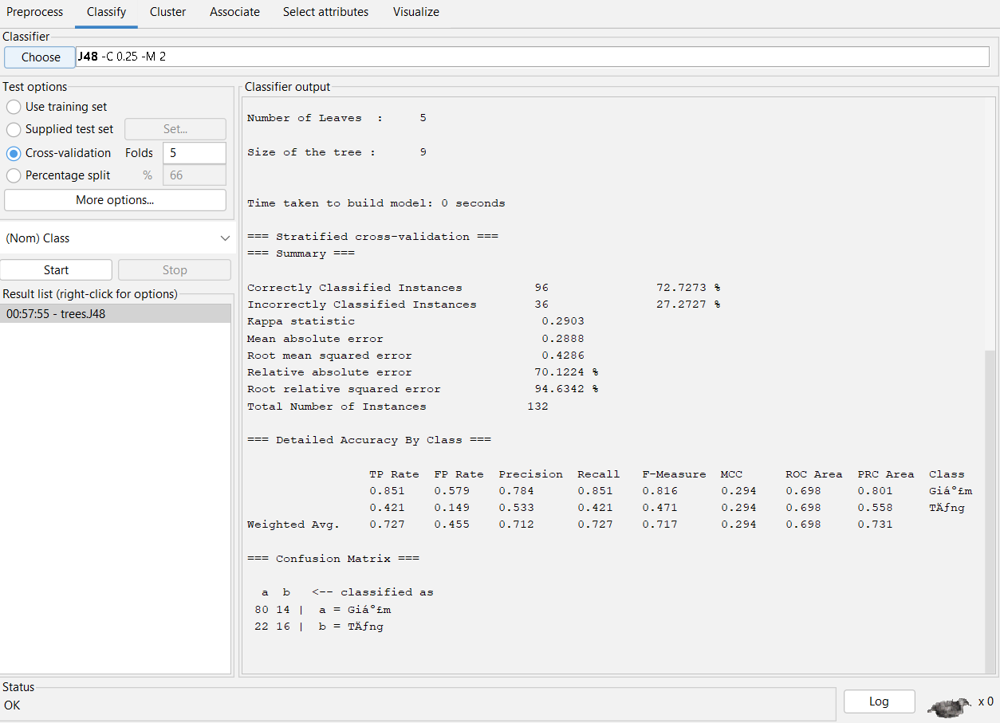 Preprocess Classify Cluster Associate Select attributes Visualize
Classifier
Choose J48 -C 0.25 -M 2
Test options
Use training set
Supplied test set Set...
Cross-validation Folds 5
Percentage split % 66
More options...
(Nom) Class
Start Stop
Result list (right-click for options)
00:57:55 - trees.J48
Classifier output
Number of Leaves : 5
Size of the tree : 9
Time taken to build model: 0 seconds
=== Stratified cross-validation ===
=== Summary ===
Correctly Classified Instances 96 72.7273 %
Incorrectly Classified Instances 36 27.2727 %
Kappa statistic 0.2903
Mean absolute error 0.2888
Root mean squared error 0.4286
Relative absolute error 70.1224 %
Root relative squared error 94.6342 %
Total Number of Instances 132
=== Detailed Accuracy By Class ===
TP Rate FP Rate Precision Recall F-Measure MCC ROC Area PRC Area Class
0.851 0.579 0.784 0.851 0.816 0.294 0.698 0.801 Giáº£m
0.421 0.149 0.533 0.421 0.471 0.294 0.698 0.558 TÄƒng
Weighted Avg. 0.727 0.455 0.712 0.727 0.717 0.294 0.698 0.731
=== Confusion Matrix ===
a b <-- classified as
80 14 | a = Giáº£m
22 16 | b = TÄƒng
Status
OK
Log
x 0